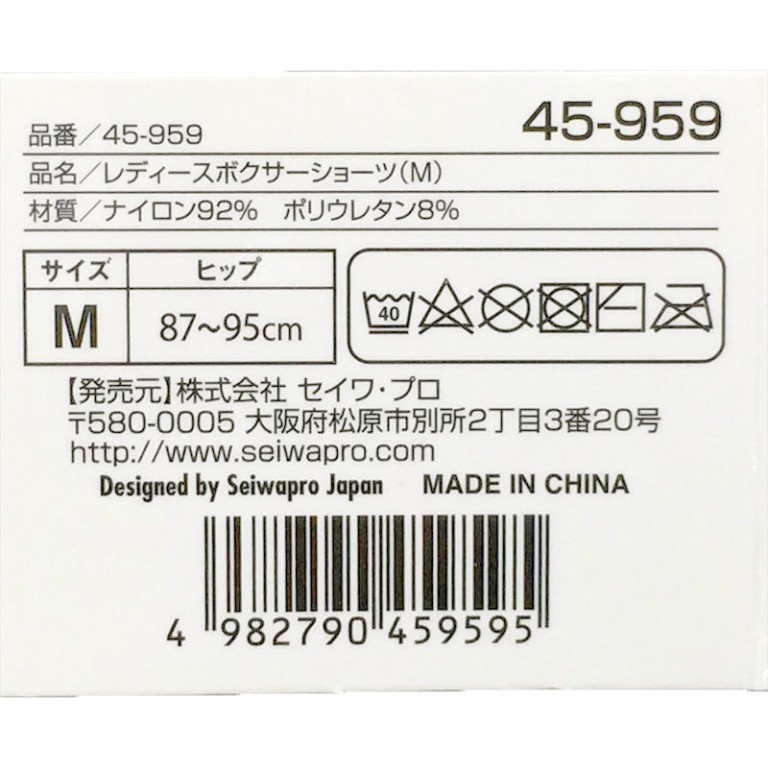 45-959
品番/45-959
品名/レディースボクサーショーツ(M)
材質/ナイロン92% ポリウレタン8%
サイズ ヒップ
M 87~95cm
40
【発売元】株式会社 セイワ・プロ
〒580-0005 大阪府松原市別所2丁目3番20号
http://www.seiwapro.com
Designed by Seiwapro Japan MADE IN CHINA
4 982790 459595